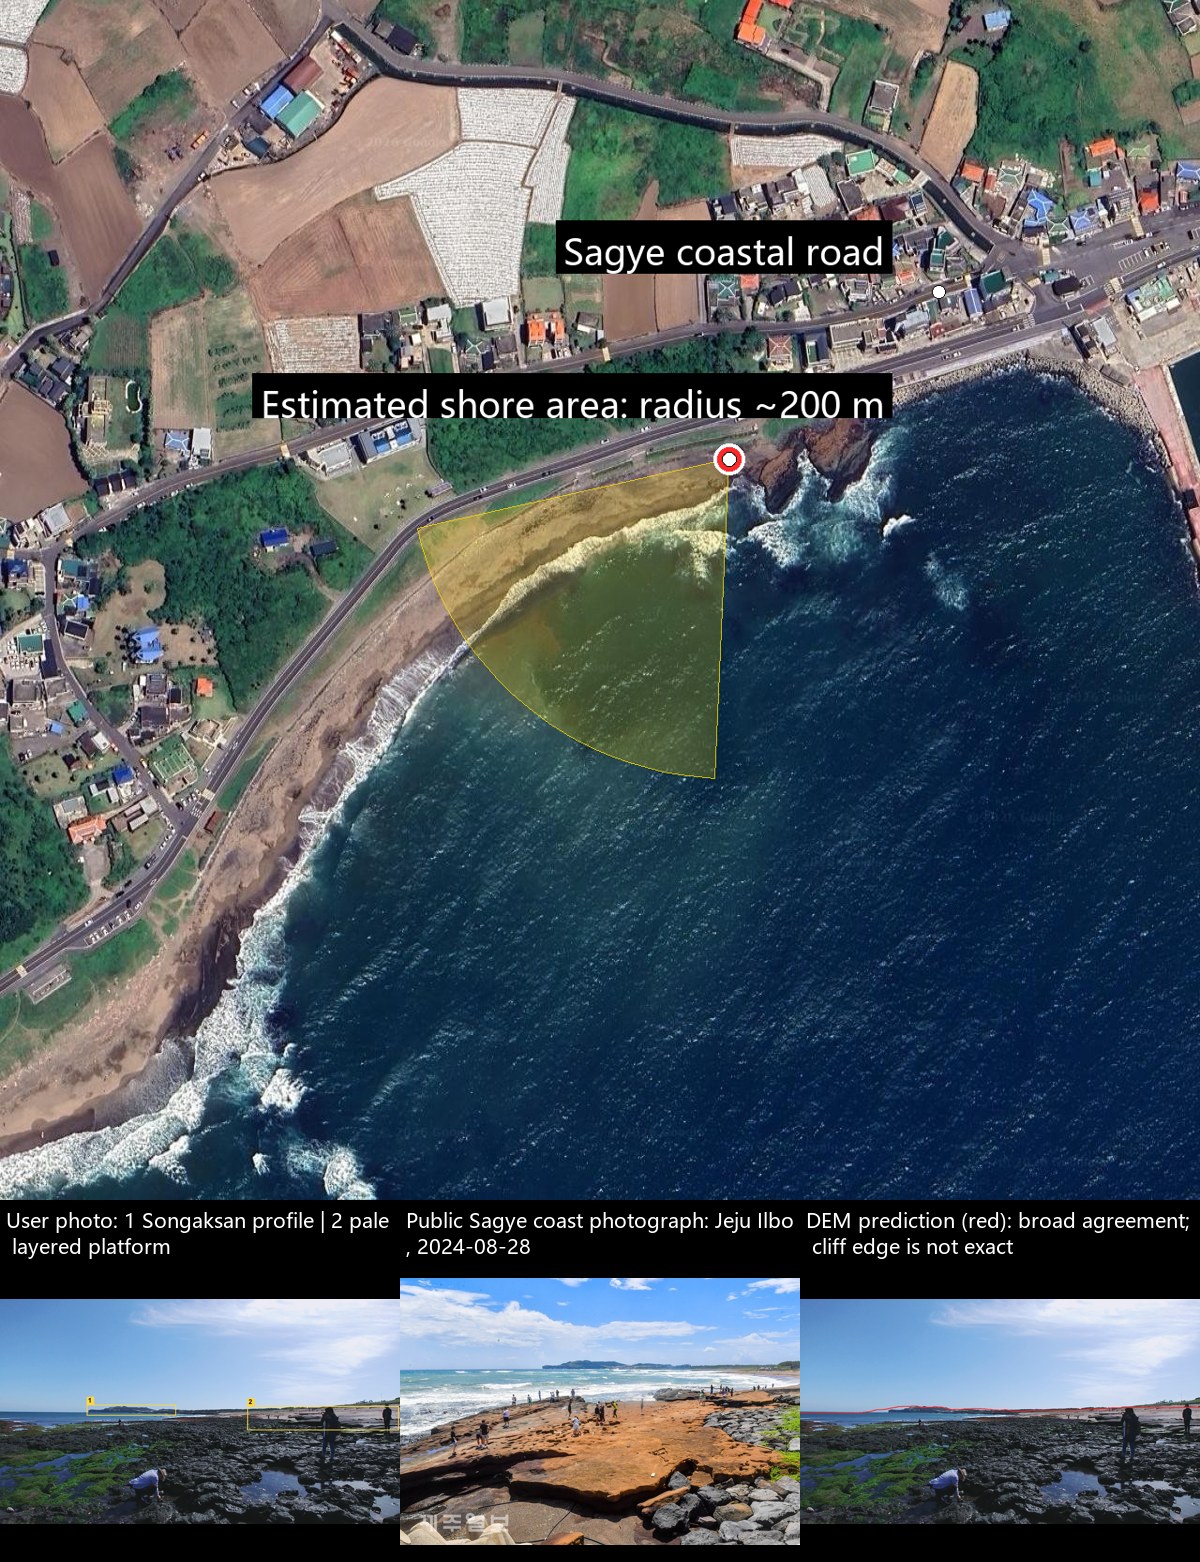 Sagye coastal road
Estimated shore area: radius ~200 m
User photo: 1 Songaksan profile | 2 pale
layered platform
Public Sagye coast photograph: Jeju Ilbo
, 2024-08-28
DEM prediction (red): broad agreement;
cliff edge is not exact
1
2
제주일보